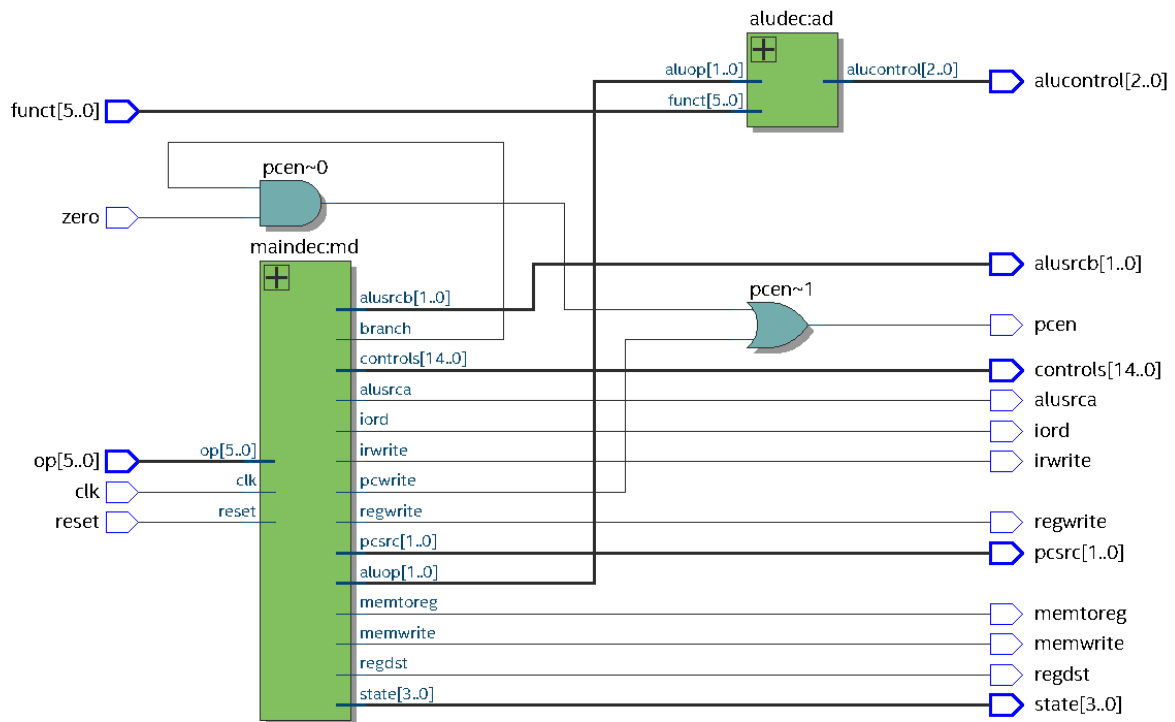 aludec:ad
aluop[1..0]
alucontrol[2..0]
alucontrol[2..0]
funct[5..0]
funct[5..0]
pcen~0
zero
maindec:md
alusrcb[1..0]
alusrcb[1..0]
pcen~1
branch
pcen
controls[14..0]
controls[14..0]
alusrca
alusrca
iord
iord
op[5..0]
op[5..0]
irwrite
irwrite
clk
clk
pcwrite
reset
reset
regwrite
regwrite
pcsrc[1..0]
pcsrc[1..0]
aluop[1..0]
memtoreg
memtoreg
memwrite
memwrite
regdst
regdst
state[3..0]
state[3..0]